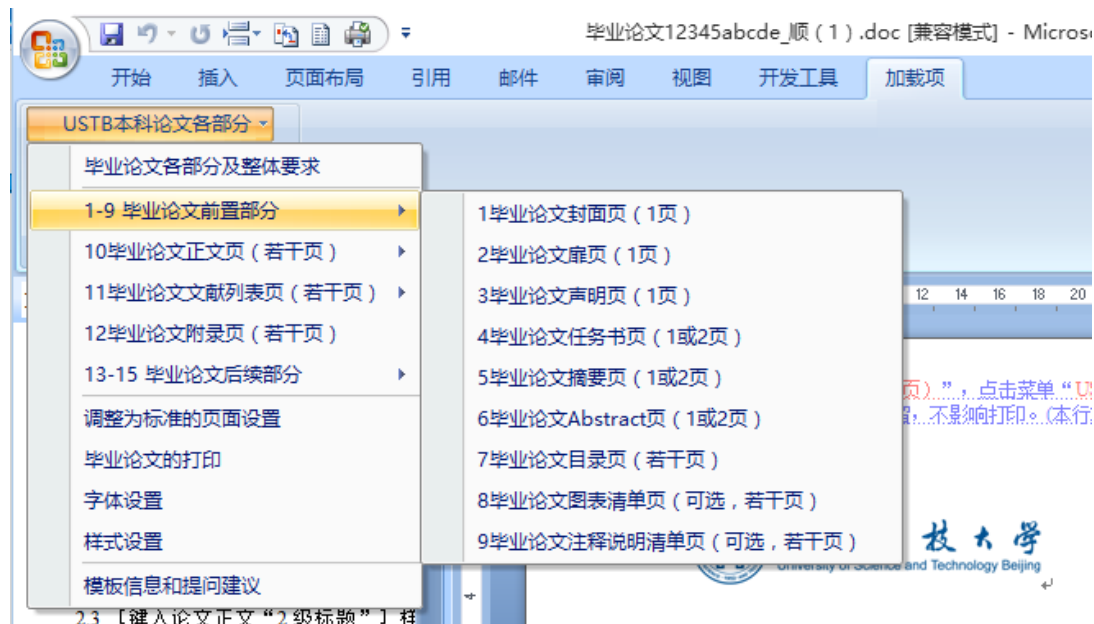 毕业论文12345abcde_顺（1）.doc [兼容模式] - Micros
开始 插入 页面布局 引用 邮件 审阅 视图 开发工具 加载项
USTB本科论文各部分
毕业论文各部分及整体要求
1-9 毕业论文前置部分
10毕业论文正文页（若干页）
11毕业论文文献列表页（若干页）
12毕业论文附录页（若干页）
13-15 毕业论文后续部分
调整为标准的页面设置
毕业论文的打印
字体设置
样式设置
模板信息和提问建议
1毕业论文封面页（1页）
2毕业论文扉页（1页）
3毕业论文声明页（1页）
4毕业论文任务书页（1或2页）
5毕业论文摘要页（1或2页）
6毕业论文Abstract页（1或2页）
7毕业论文目录页（若干页）
8毕业论文图表清单页（可选，若干页）
9毕业论文注释说明清单页（可选，若干页）
12 14 16 18 20
页）”，点击菜单“US
不影响打印。(本行
技大学
University of Science and Technology Beijing
2.3 [键入论文正文“2级标题”] 样